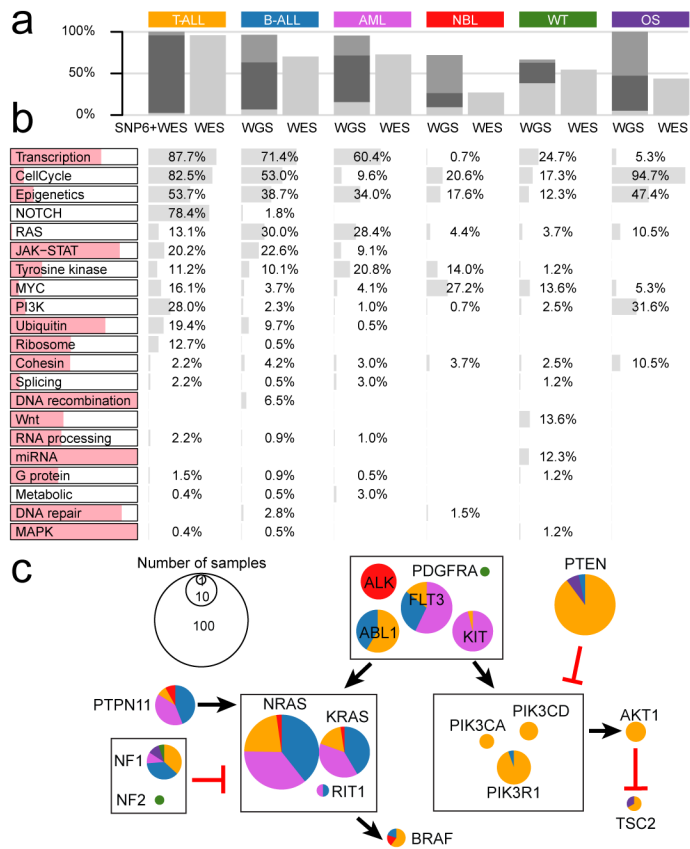 a
T-ALL B-ALL AML NBL WT OS
100%
50%
0%
SNP6+WES WES WGS WES WGS WES WGS WES WGS WES WGS WES
b
Transcription 87.7% 71.4% 60.4% 0.7% 24.7% 5.3%
CellCycle 82.5% 53.0% 9.6% 20.6% 17.3% 94.7%
Epigenetics 53.7% 38.7% 34.0% 17.6% 12.3% 47.4%
NOTCH 78.4% 1.8%
RAS 13.1% 30.0% 28.4% 4.4% 3.7% 10.5%
JAK−STAT 20.2% 22.6% 9.1%
Tyrosine kinase 11.2% 10.1% 20.8% 14.0% 1.2%
MYC 16.1% 3.7% 4.1% 27.2% 13.6% 5.3%
PI3K 28.0% 2.3% 1.0% 0.7% 2.5% 31.6%
Ubiquitin 19.4% 9.7% 0.5%
Ribosome 12.7% 0.5%
Cohesin 2.2% 4.2% 3.0% 3.7% 2.5% 10.5%
Splicing 2.2% 0.5% 3.0% 1.2%
DNA recombination 6.5%
Wnt 13.6%
RNA processing 2.2% 0.9% 1.0%
miRNA 12.3%
G protein 1.5% 0.9% 0.5% 1.2%
Metabolic 0.4% 0.5% 3.0%
DNA repair 2.8% 1.5%
MAPK 0.4% 0.5% 1.2%
c
Number of samples
1
10
100
ALK
PDGFRA
FLT3
ABL1
KIT
PTEN
PTPN11
NRAS
KRAS
RIT1
NF1
NF2
BRAF
PIK3CA
PIK3CD
PIK3R1
AKT1
TSC2